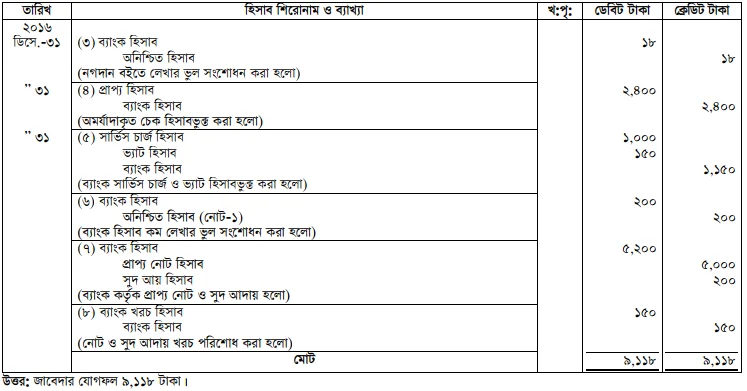 তারিখ হিসাব শিরোনাম ও ব্যাখ্যা খ:পৃ: ডেবিট টাকা ক্রেডিট টাকা
২০১৬
ডিসে.-৩১ (৩) ব্যাংক হিসাব ১৮
অনিশ্চিত হিসাব ১৮
(নগদান বইতে লেখার ভুল সংশোধন করা হলো)
” ৩১ (৪) প্রাপ্য হিসাব ২,৪০০
ব্যাংক হিসাব ২,৪০০
(অমর্যাদাকৃত চেক হিসাবভুক্ত করা হলো)
” ৩১ (৫) সার্ভিস চার্জ হিসাব ১,০০০
ভ্যাট হিসাব ১৫০
ব্যাংক হিসাব ১,১৫০
(ব্যাংক সার্ভিস চার্জ ও ভ্যাট হিসাবভুক্ত করা হলো)
(৬) ব্যাংক হিসাব ২০০
অনিশ্চিত হিসাব (নোট-১) ২০০
(ব্যাংক হিসাব কম লেখার ভুল সংশোধন করা হলো)
(৭) ব্যাংক হিসাব ৫,২০০
প্রাপ্য নোট হিসাব ৫,০০০
সুদ আয় হিসাব ২০০
(ব্যাংক কর্তৃক প্রাপ্য নোট ও সুদ আদায় হলো)
(৮) ব্যাংক খরচ হিসাব ১৫০
ব্যাংক হিসাব ১৫০
(নোট ও সুদ আদায় খরচ পরিশোধ করা হলো)
মোট ৯,১১৮ ৯,১১৮
উত্তর: জাবেদার যোগফল ৯,১১৮ টাকা।